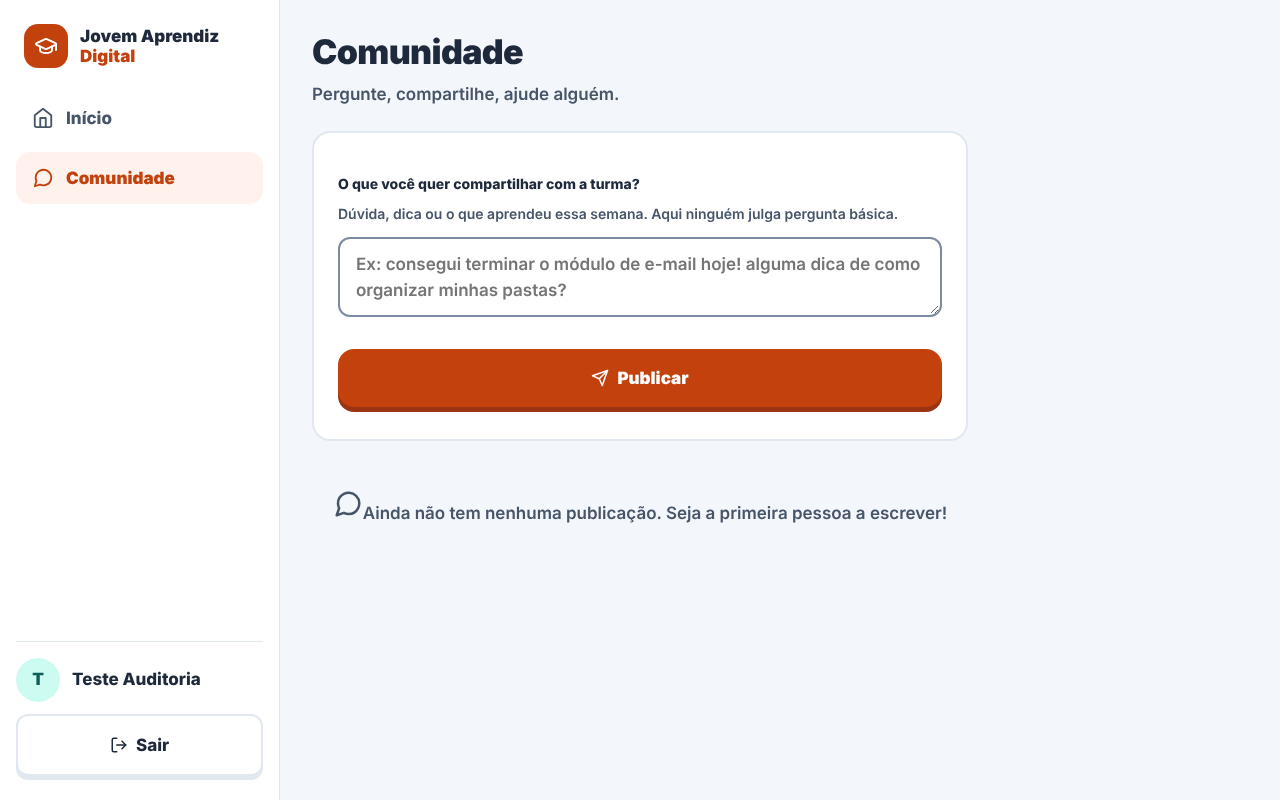 Jovem Aprendiz
Digital
Início
Comunidade
Teste Auditoria
T
Sair
Comunidade
Pergunte, compartilhe, ajude alguém.
O que você quer compartilhar com a turma?
Dúvida, dica ou o que aprendeu essa semana. Aqui ninguém julga pergunta básica.
Ex: consegui terminar o módulo de e-mail hoje! alguma dica de como
organizar minhas pastas?
Publicar
Ainda não tem nenhuma publicação. Seja a primeira pessoa a escrever!